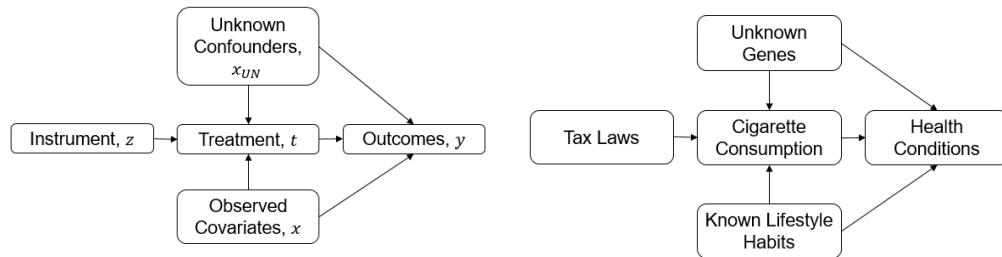 Unknown
Confounders,
x_UN
Instrument, z
Treatment, t
Outcomes, y
Observed
Covariates, x
Unknown
Genes
Tax Laws
Cigarette
Consumption
Health
Conditions
Known Lifestyle
Habits